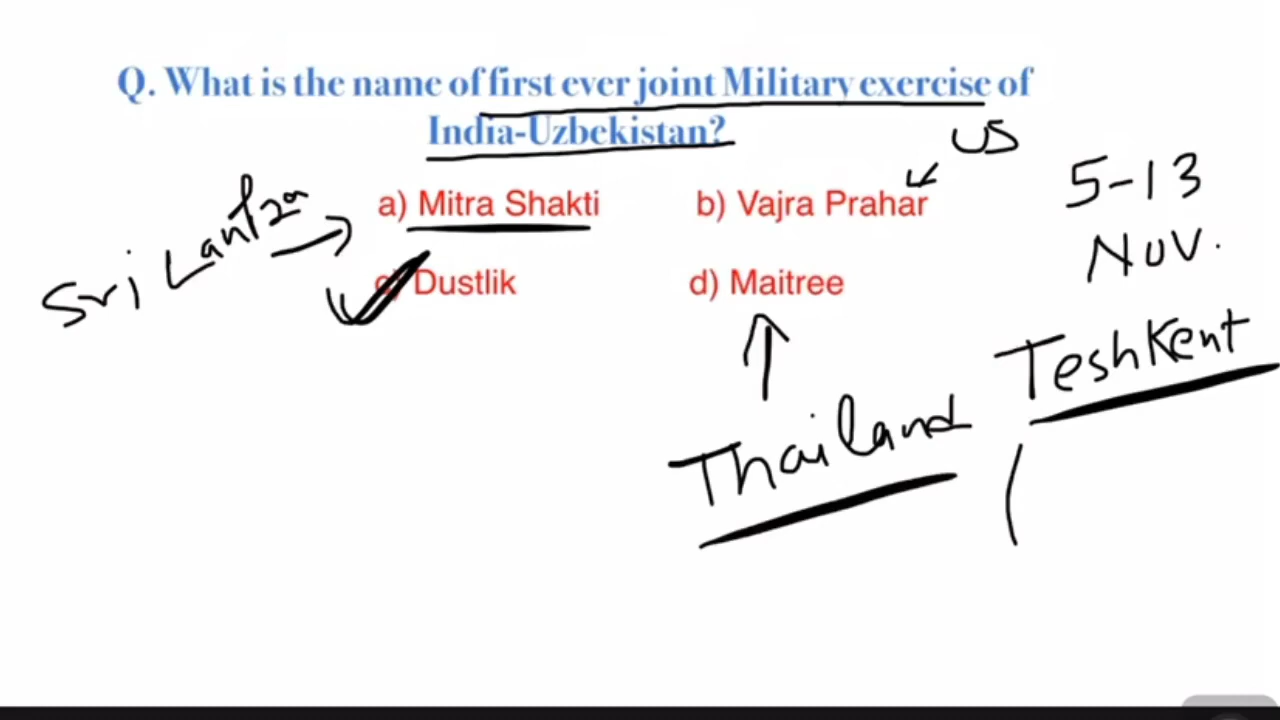 Q. What is the name of first ever joint Military exercise of
India-Uzbekistan?
US
a) Mitra Shakti b) Vajra Prahar
5-13
Nov.
Sri Lanka
c) Dustlik d) Maitree
Teshkent
Thailand
(